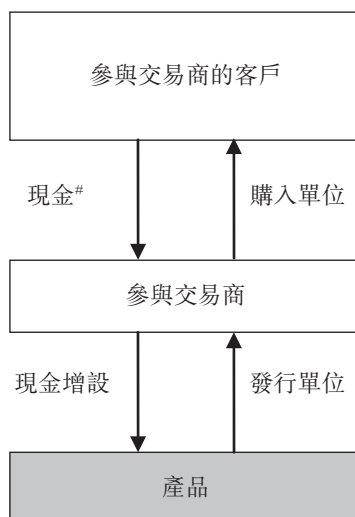 參與交易商的客戶
現金#
購入單位
參與交易商
現金增設
發行單位
產品